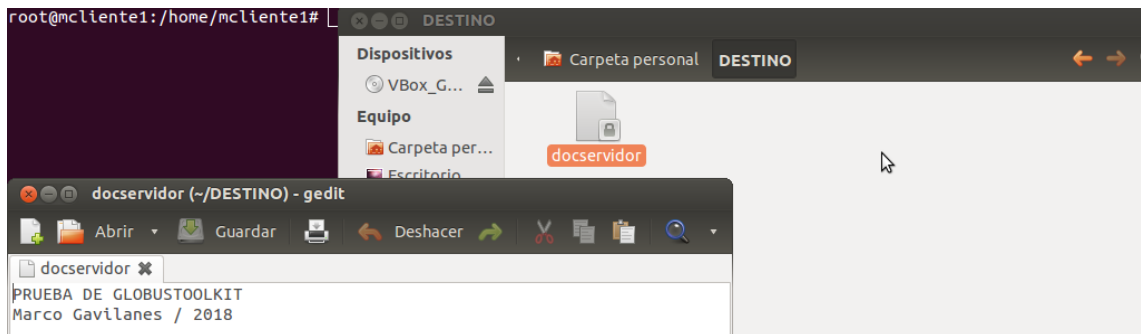 root@mcliente1:/home/mcliente1#
DESTINO
Dispositivos
VBox_G...
Equipo
Carpeta per...
Escritorio
Carpeta personal
DESTINO
docservidor
docservidor (~/DESTINO) - gedit
Abrir
Guardar
Deshacer
docservidor
PRUEBA DE GLOBUSTOOLKIT
Marco Gavilanes / 2018